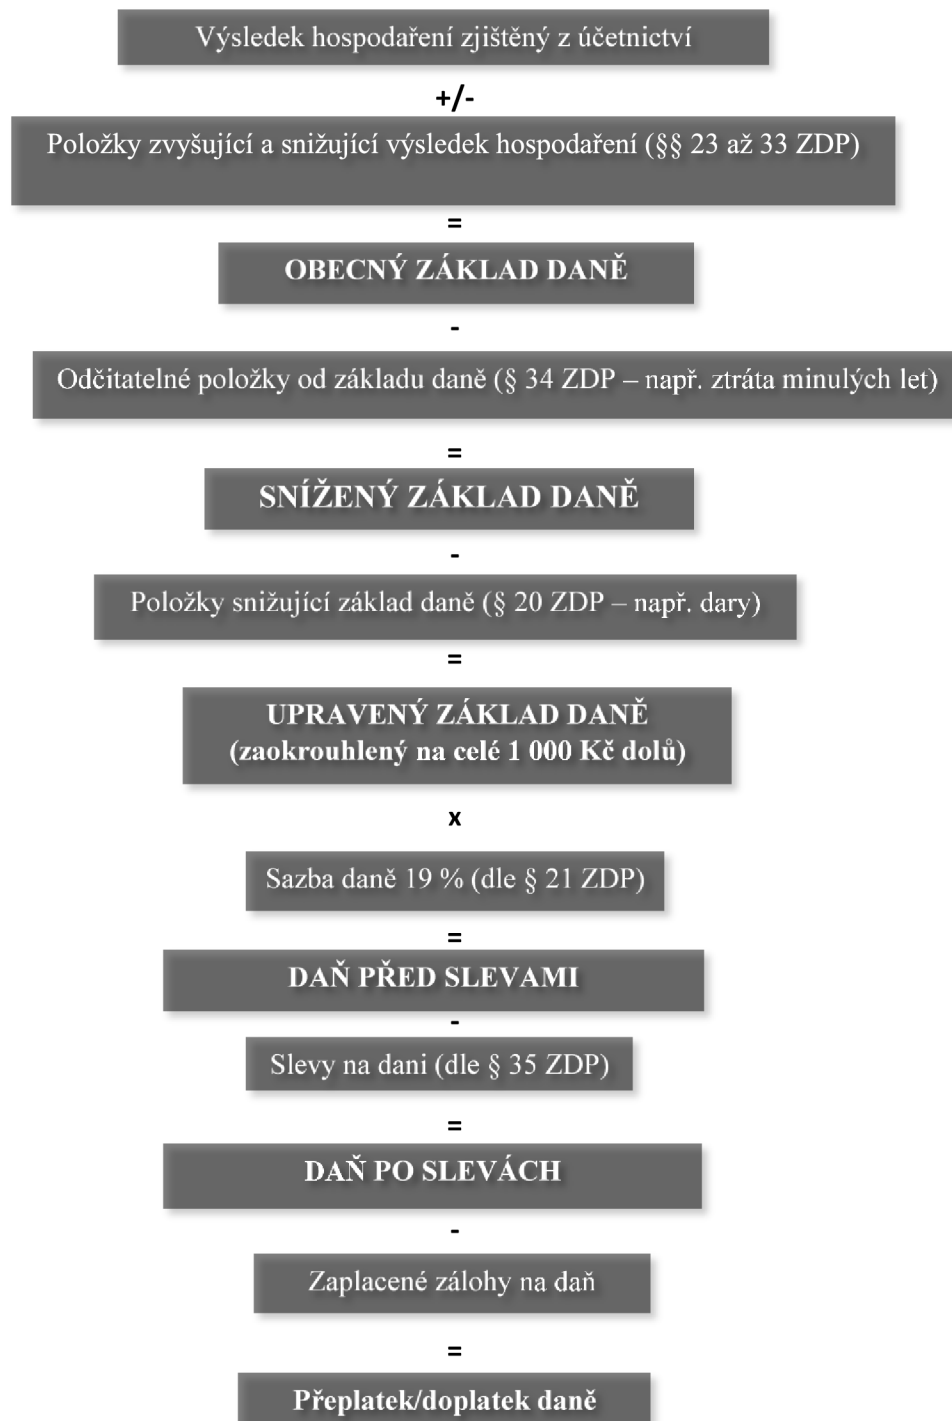 Výsledek hospodaření zjištěný z účetnictví
+/-
Položky zvyšující a snižující výsledek hospodaření (§§ 23 až 33 ZDP)
=
OBECNÝ ZÁKLAD DANĚ
-
Odčitatelné položky od základu daně (§ 34 ZDP – např. ztráta minulých let)
=
SNÍŽENÝ ZÁKLAD DANĚ
-
Položky snižující základ daně (§ 20 ZDP – např. dary)
=
UPRAVENÝ ZÁKLAD DANĚ
(zaokrouhlený na celé 1 000 Kč dolů)
x
Sazba daně 19 % (dle § 21 ZDP)
=
DAŇ PŘED SLEVAMI
-
Slevy na dani (dle § 35 ZDP)
=
DAŇ PO SLEVÁCH
-
Zaplacené zálohy na daň
=
Přeplatek/doplatek daně